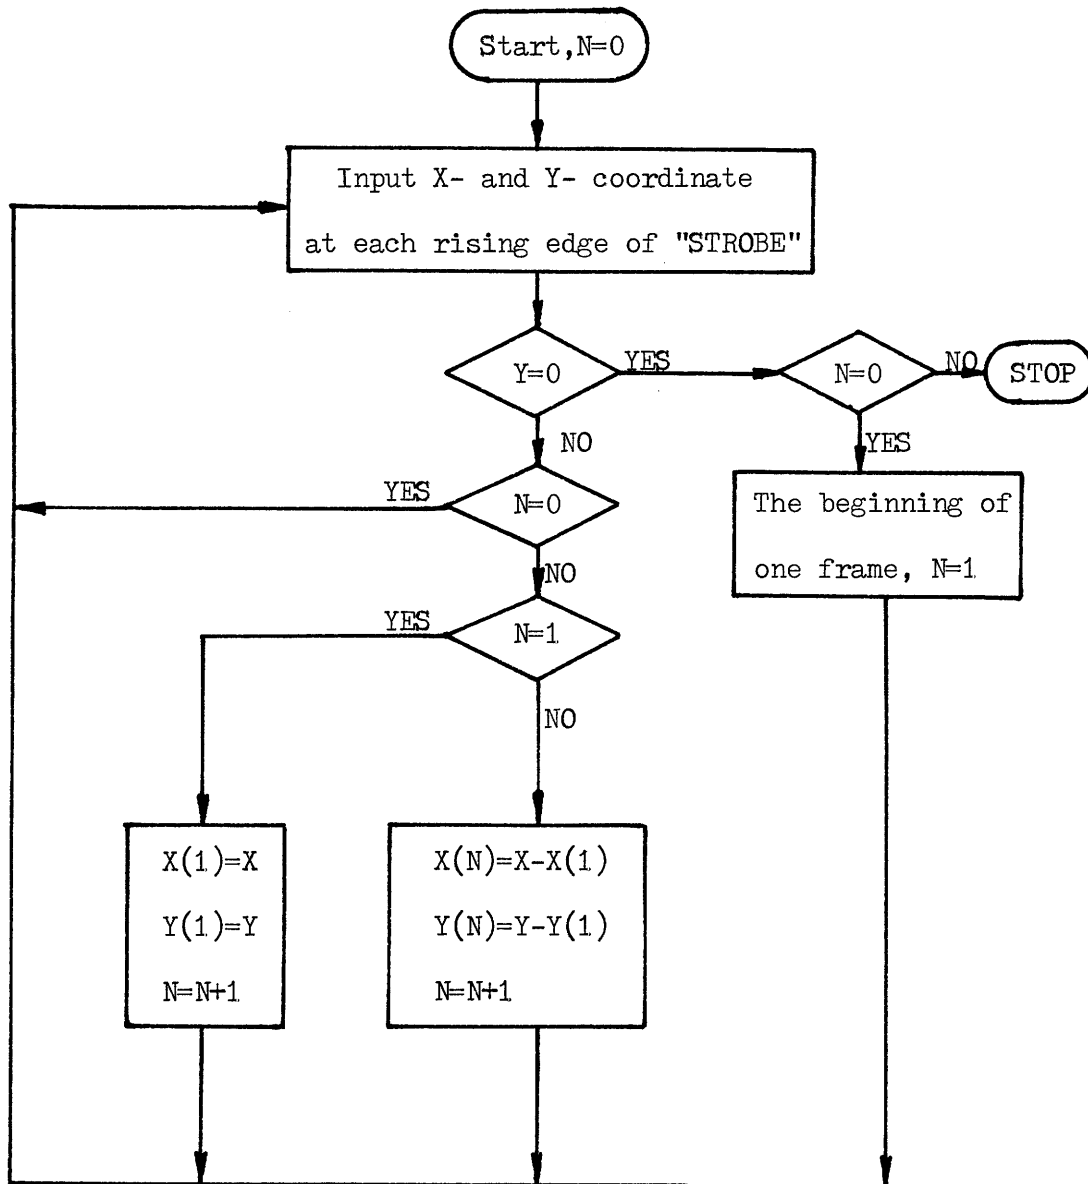 Start,N=0
Input X- and Y- coordinate
at each rising edge of "STROBE"
Y=0
YES
N=0
NO
STOP
NO
YES
YES
N=0
The beginning of
one frame, N=1
NO
YES
N=1
NO
X(1)=X
Y(1)=Y
N=N+1
X(N)=X-X(1)
Y(N)=Y-Y(1)
N=N+1